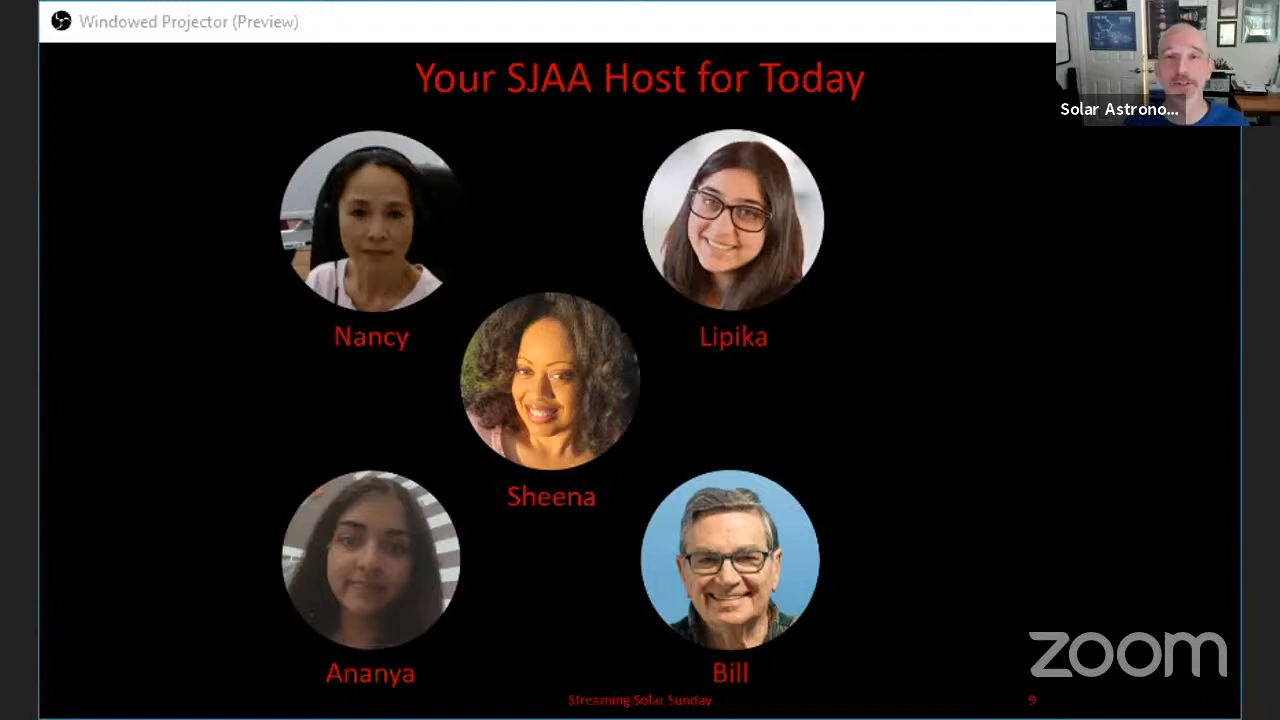 Windowed Projector (Preview)
Solar Astrono...
Your SJAA Host for Today
Nancy
Lipika
Sheena
Ananya
Bill
Streaming Solar Sunday
9
zoom